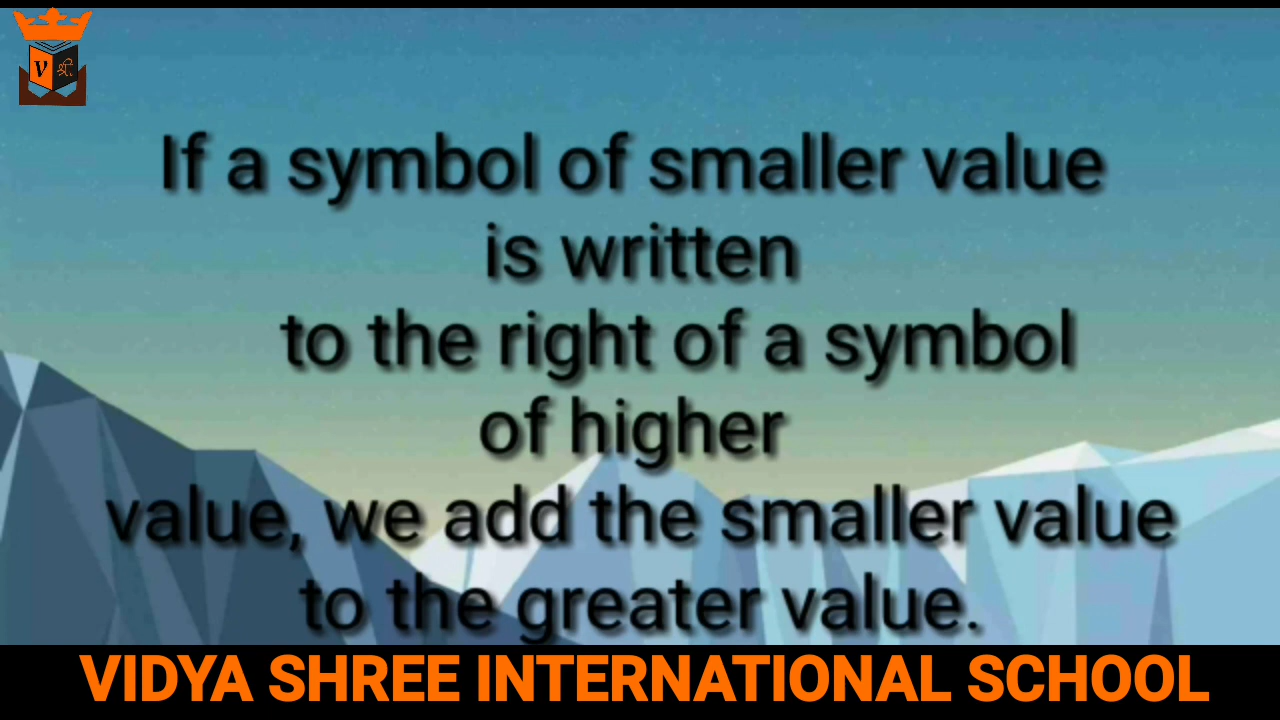 V श्री
If a symbol of smaller value
is written
to the right of a symbol
of higher
value, we add the smaller value
to the greater value.
VIDYA SHREE INTERNATIONAL SCHOOL